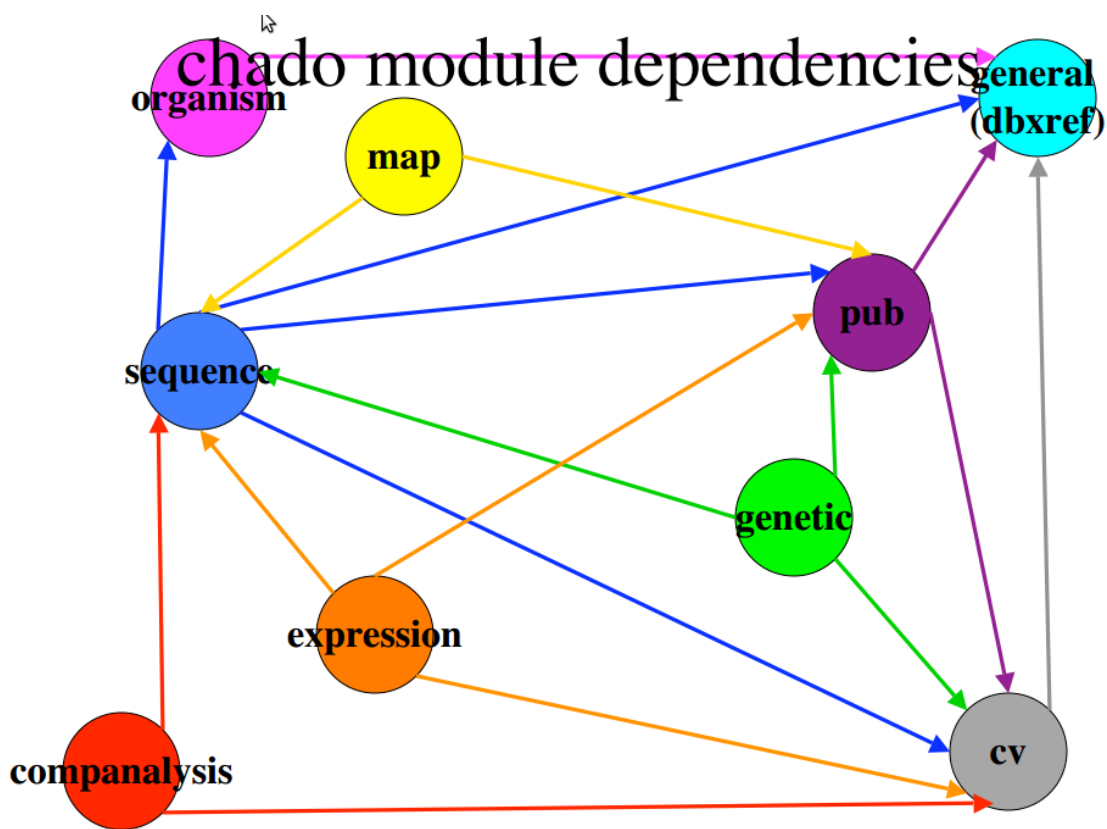 chado module dependencies
organism
general
(dbxref)
map
pub
sequence
genetic
expression
cv
companalysis